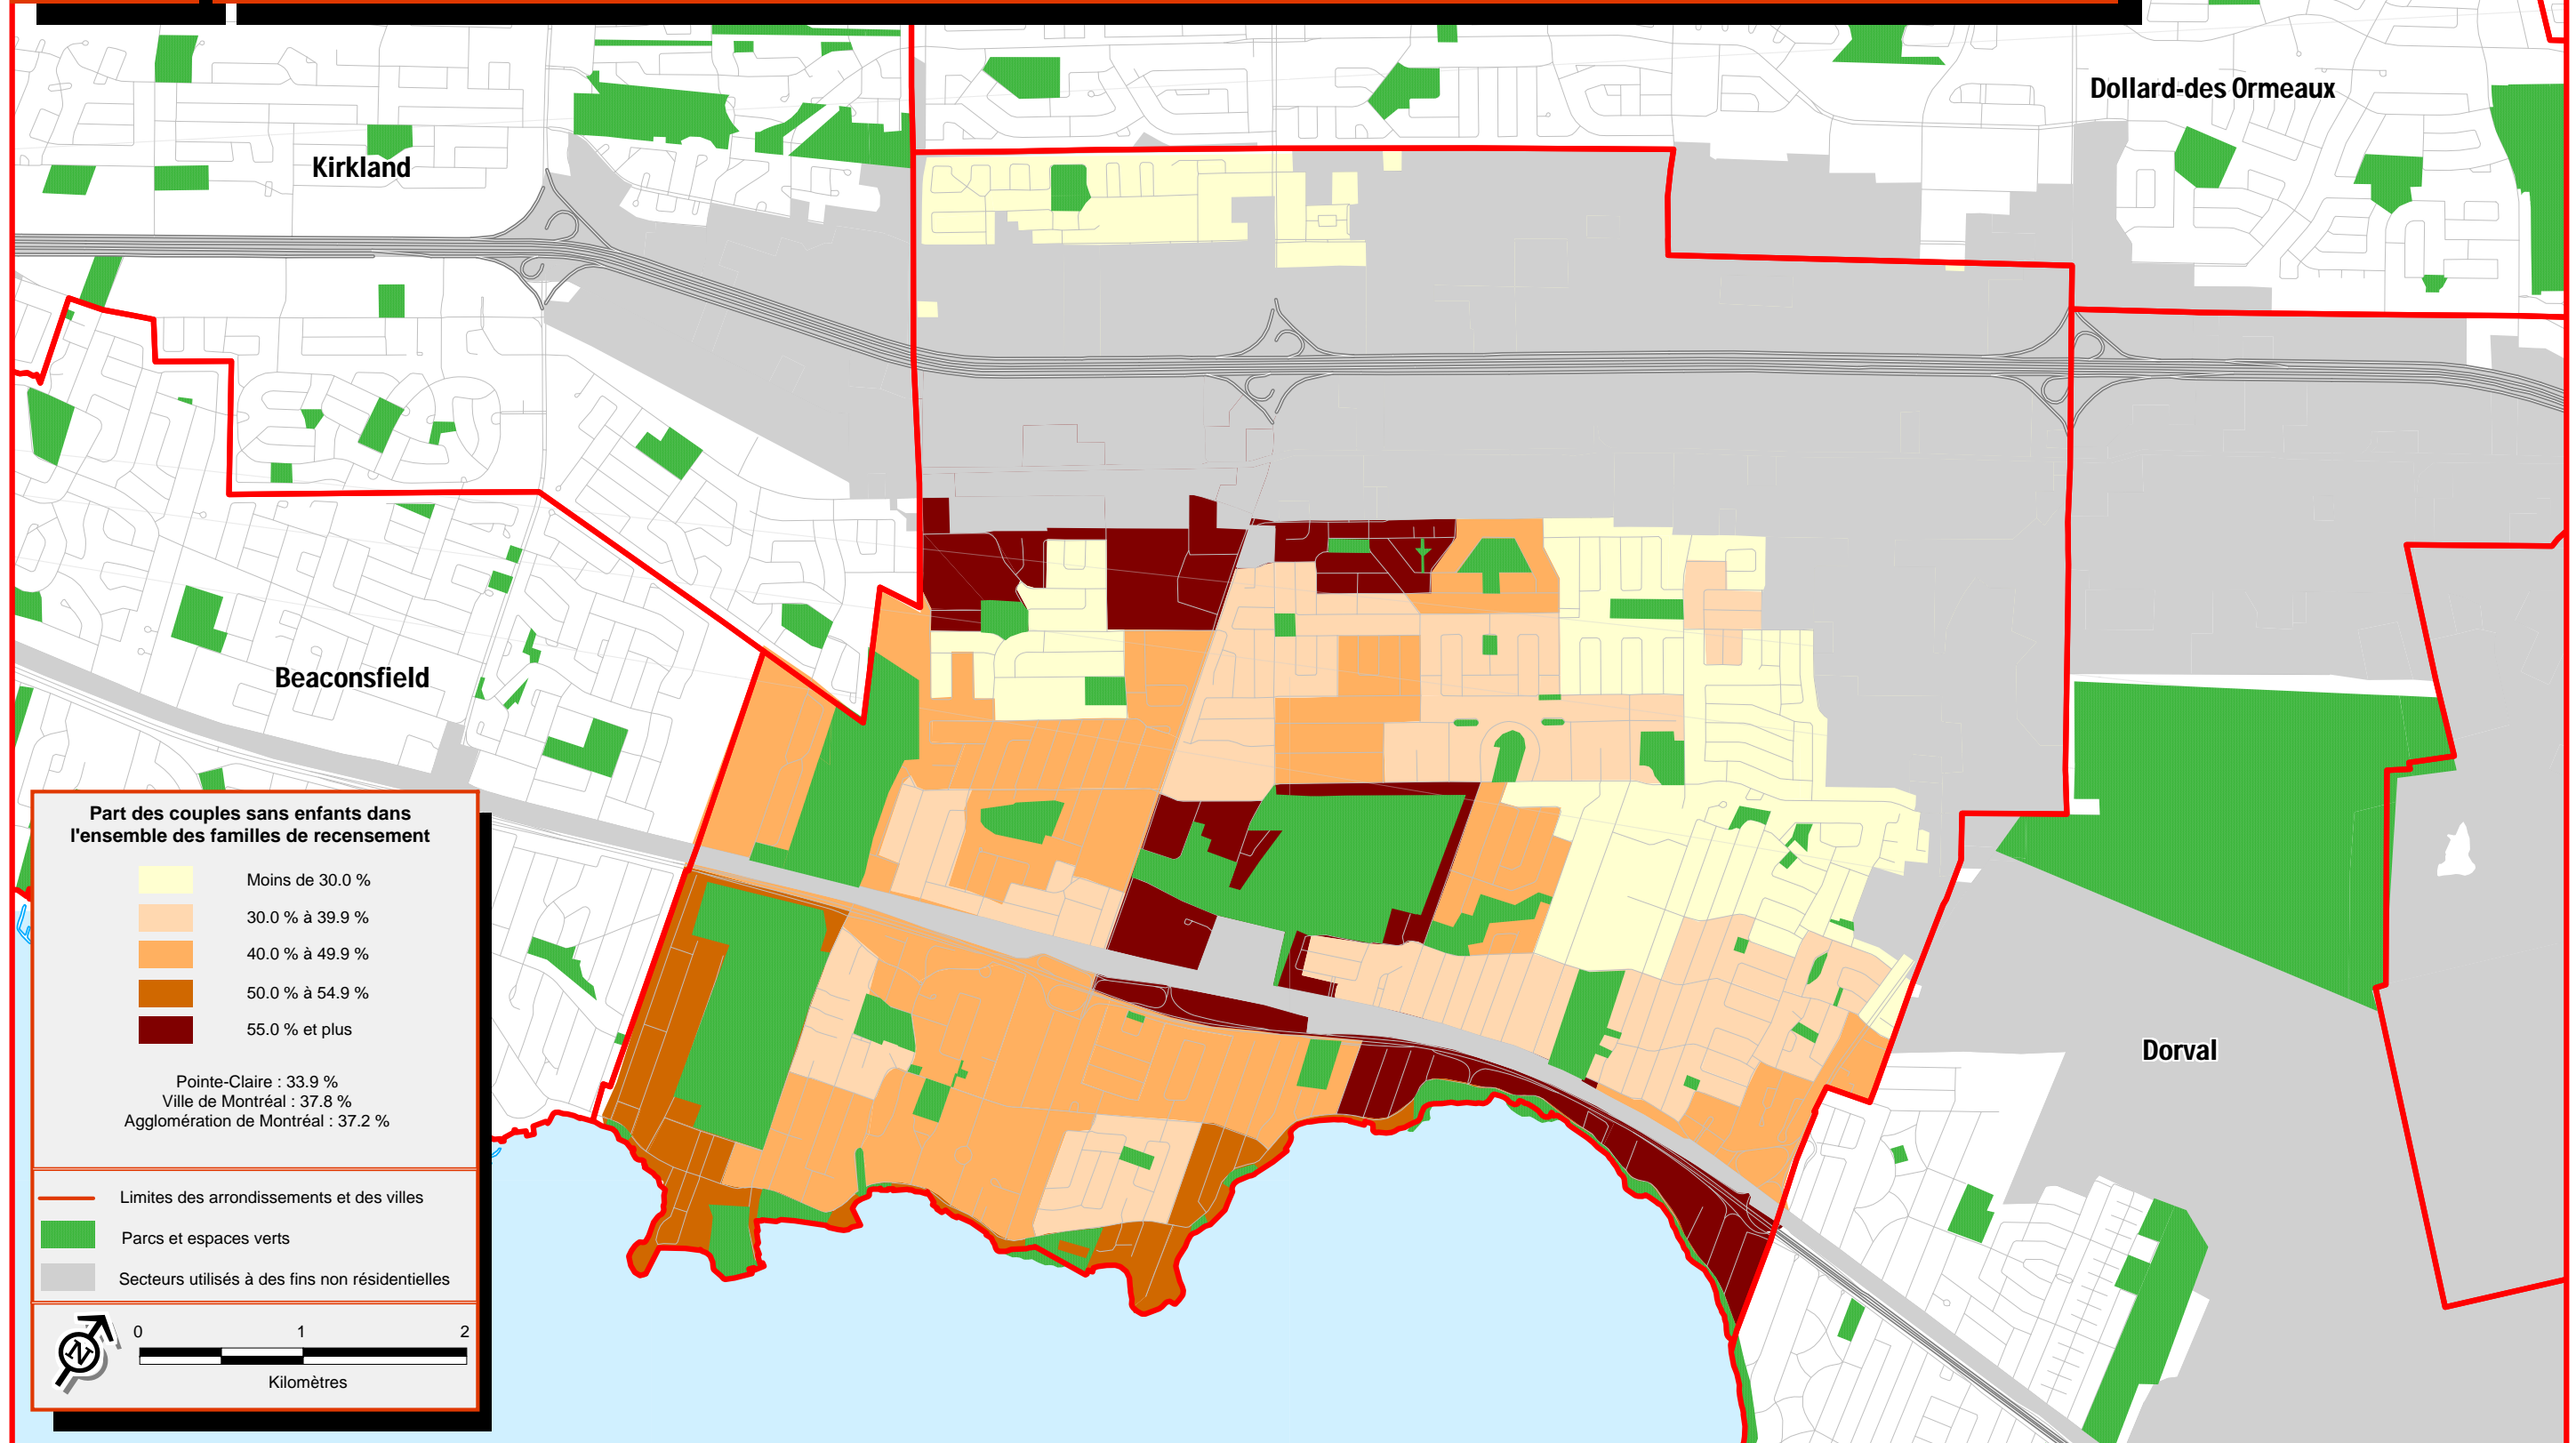 Dollard-des Ormeaux
Kirkland
Beaconsfield
Dorval
Part des couples sans enfants dans
l'ensemble des familles de recensement
Moins de 30.0 %
30.0 % à 39.9 %
40.0 % à 49.9 %
50.0 % à 54.9 %
55.0 % et plus
Pointe-Claire : 33.9 %
Ville de Montréal : 37.8 %
Agglomération de Montréal : 37.2 %
Limites des arrondissements et des villes
Parcs et espaces verts
Secteurs utilisés à des fins non résidentielles
N
0 1 2
Kilomètres